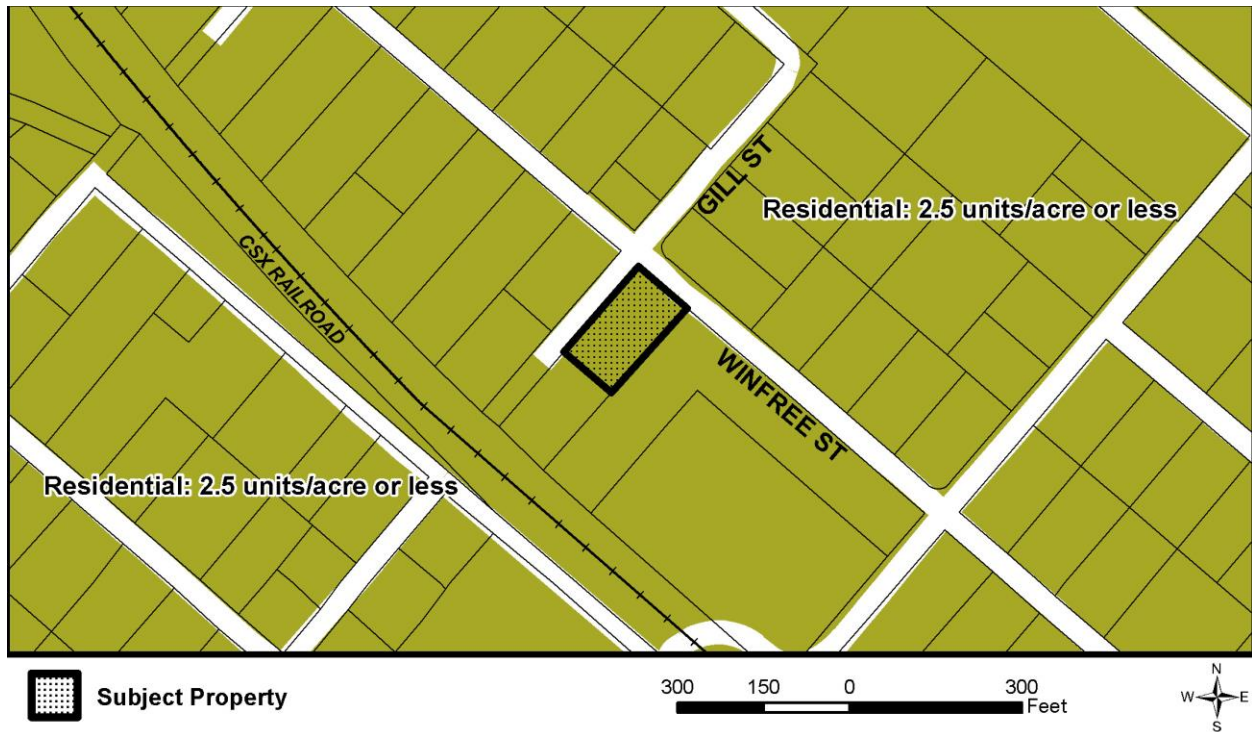 GILL ST
Residential: 2.5 units/acre or less
CSX RAILROAD
WINFREE ST
Residential: 2.5 units/acre or less
Subject Property
300 150 0 300
Feet
N
W E
S